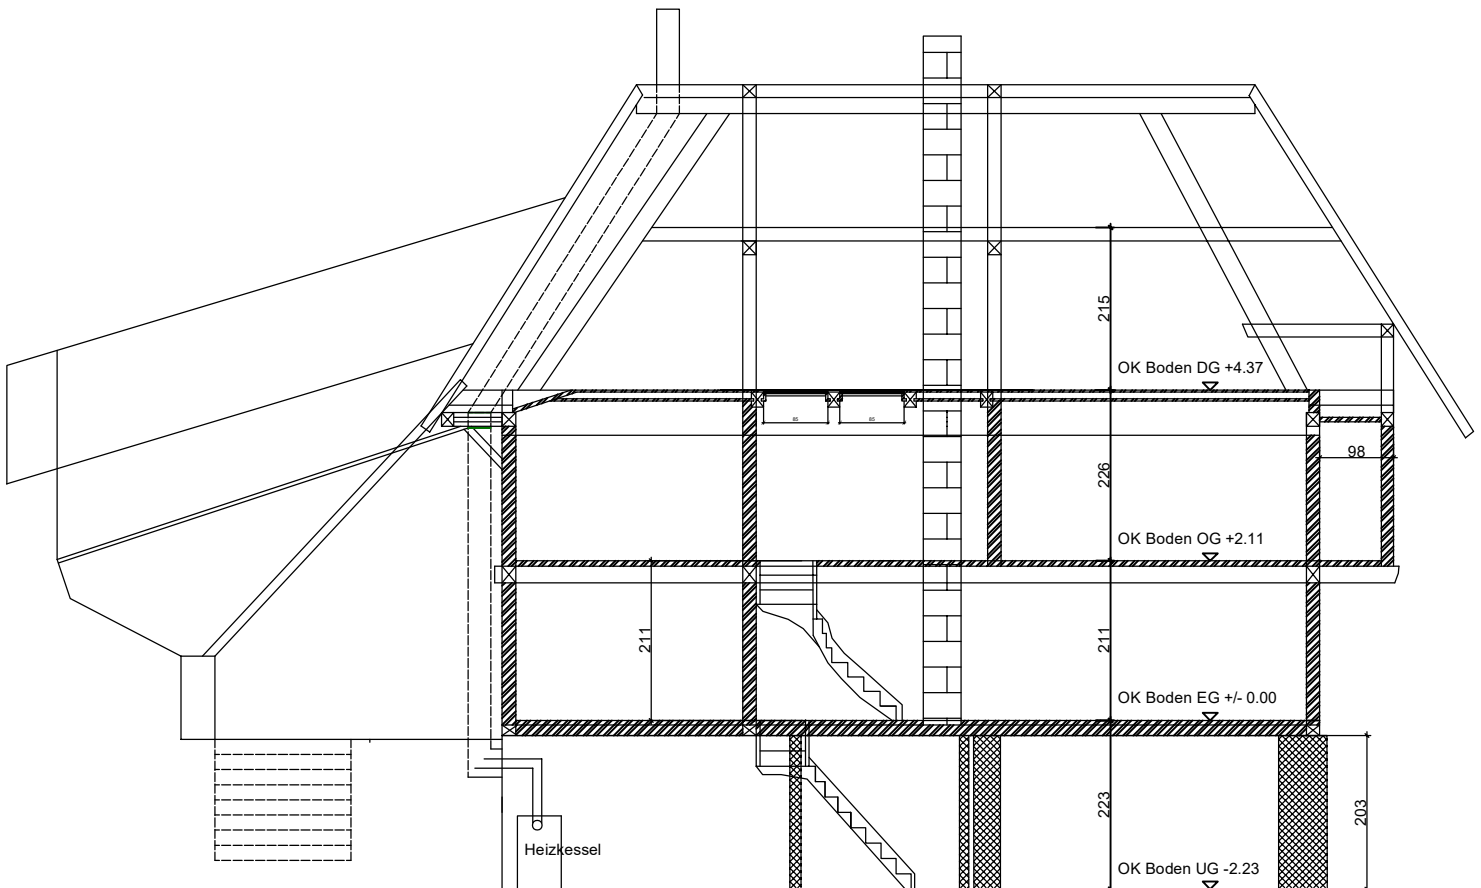 215
OK Boden DG +4.37
85
85
98
226
OK Boden OG +2.11
211
211
OK Boden EG +/- 0.00
223
203
Heizkessel
OK Boden UG -2.23